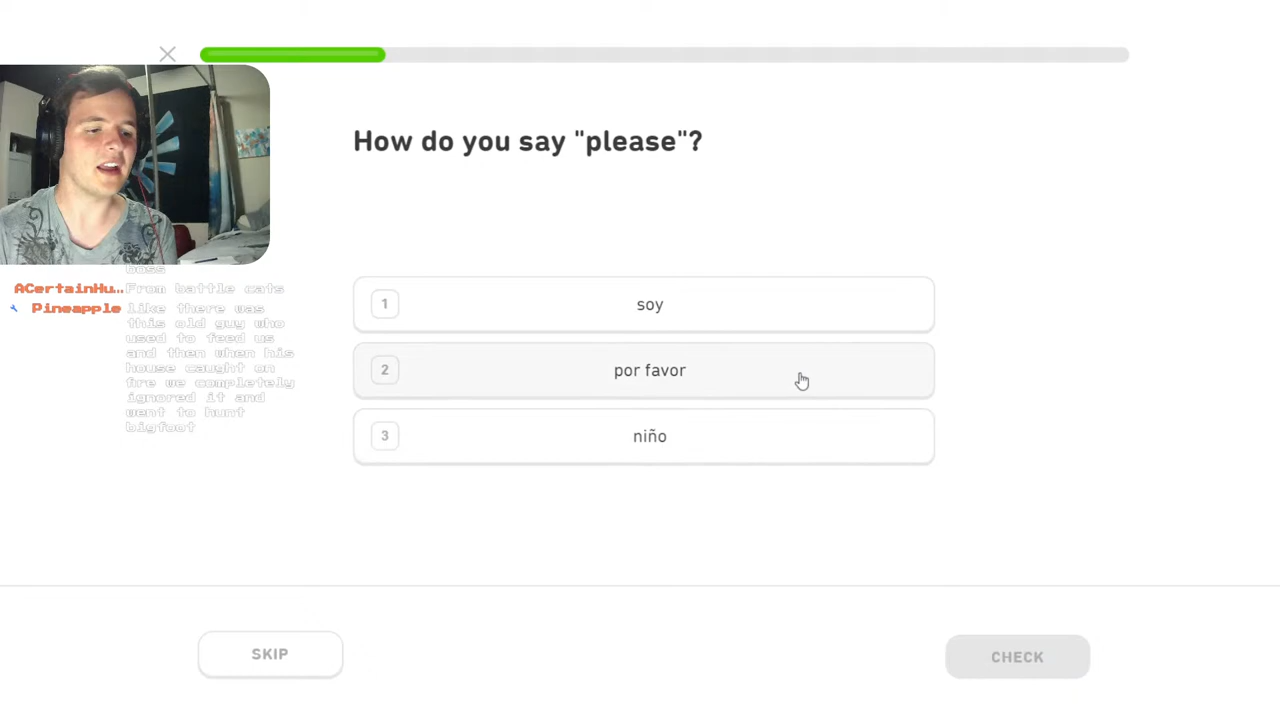 How do you say "please"?
boss
ACertainHu… From battle cats
Pineapple like there was
this old guy who
used to feed us
and then when his
house caught on
fire we completely
ignored it and
went to hunt
bigfoot
1 soy
2 por favor
3 niño
SKIP
CHECK